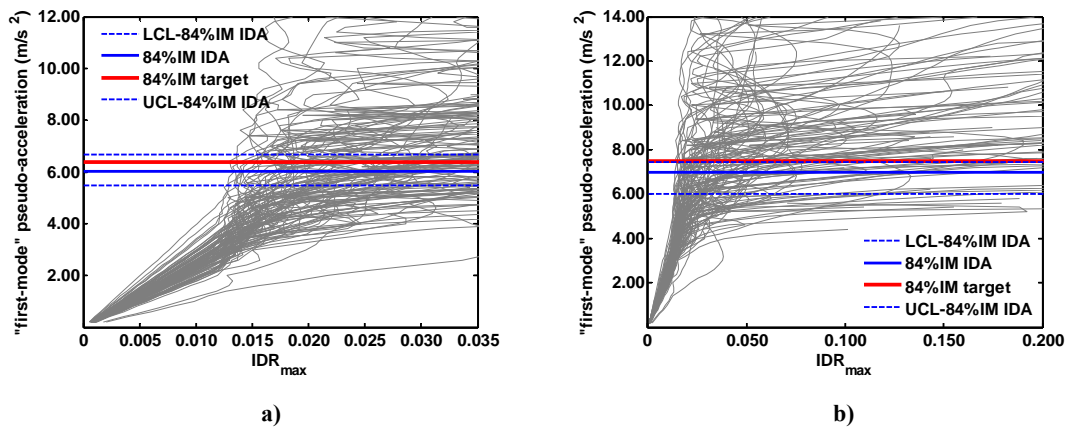 12.00
10.00
8.00
6.00
4.00
2.00
"first-mode" pseudo-acceleration (m/s²)
LCL-84%IM IDA
84%IM IDA
84%IM target
UCL-84%IM IDA
0 0.005 0.010 0.015 0.020 0.025 0.030 0.035
IDRmax
a)
14.00
12.00
10.00
8.00
6.00
4.00
2.00
"first-mode" pseudo-acceleration (m/s²)
LCL-84%IM IDA
84%IM IDA
84%IM target
UCL-84%IM IDA
0 0.050 0.100 0.150 0.200
IDRmax
b)